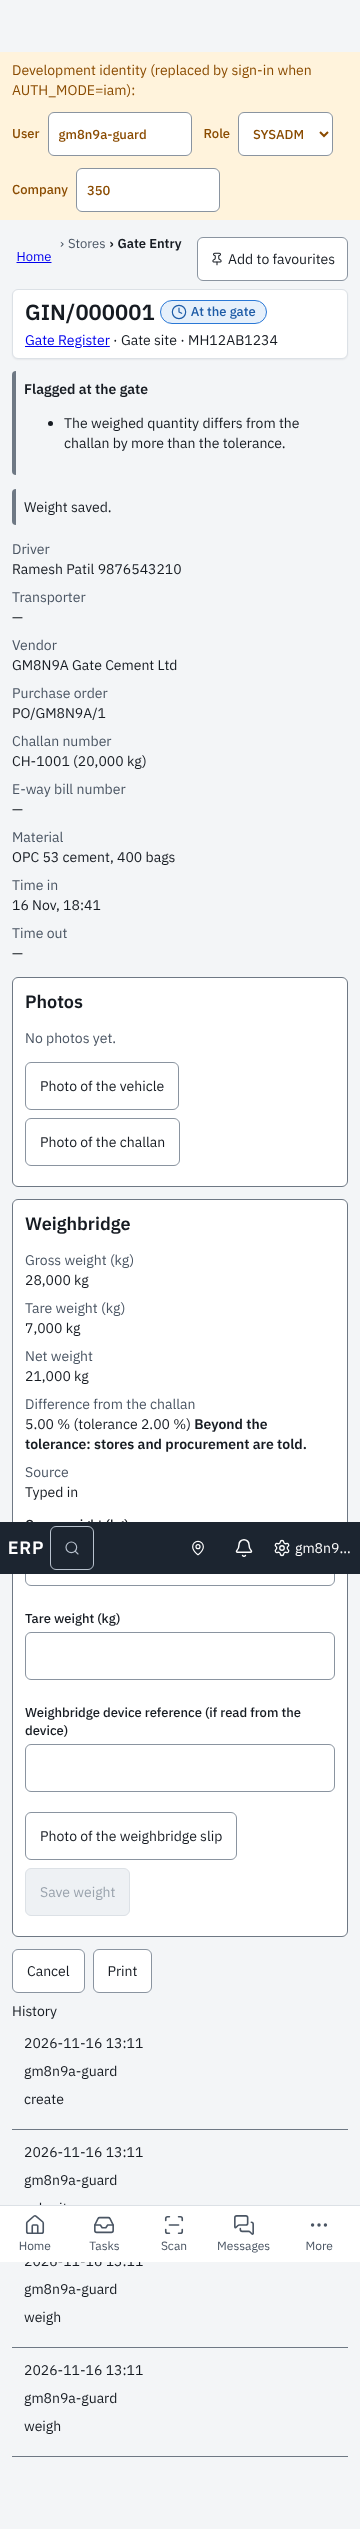 Development identity (replaced by sign-in when
AUTH_MODE=iam):
User gm8n9a-guard Role SYSADM
Company 350
Home › Stores › Gate Entry
Add to favourites
GIN/000001 At the gate
Gate Register · Gate site · MH12AB1234
Flagged at the gate
• The weighed quantity differs from the
challan by more than the tolerance.
Weight saved.
Driver
Ramesh Patil 9876543210
Transporter
—
Vendor
GM8N9A Gate Cement Ltd
Purchase order
PO/GM8N9A/1
Challan number
CH-1001 (20,000 kg)
E-way bill number
—
Material
OPC 53 cement, 400 bags
Time in
16 Nov, 18:41
Time out
—
Photos
No photos yet.
Photo of the vehicle
Photo of the challan
Weighbridge
Gross weight (kg)
28,000 kg
Tare weight (kg)
7,000 kg
Net weight
21,000 kg
Difference from the challan
5.00 % (tolerance 2.00 %) Beyond the
tolerance: stores and procurement are told.
Source
Typed in
ERP gm8n9...
Tare weight (kg)
Weighbridge device reference (if read from the
device)
Photo of the weighbridge slip
Save weight
Cancel Print
History
2026-11-16 13:11
gm8n9a-guard
create
2026-11-16 13:11
gm8n9a-guard
Home Tasks Scan Messages More
2026-11-16 13:11
gm8n9a-guard
weigh
2026-11-16 13:11
gm8n9a-guard
weigh